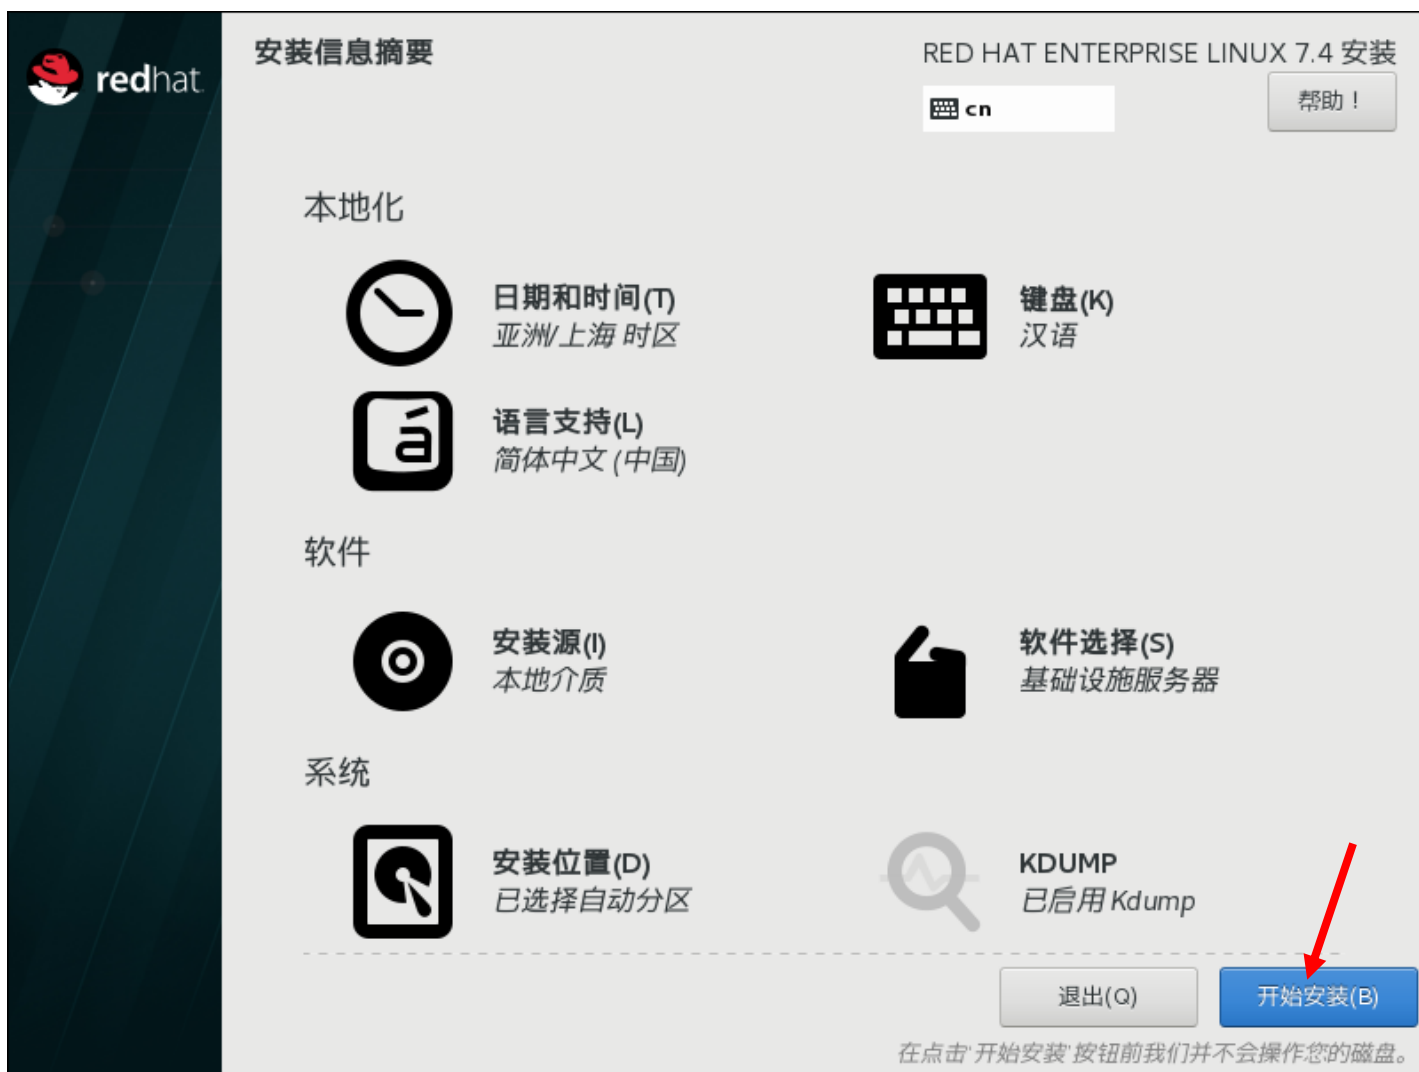 redhat.
安装信息摘要
RED HAT ENTERPRISE LINUX 7.4 安装
cn
帮助！
本地化
日期和时间(T)
亚洲/上海 时区
键盘(K)
汉语
语言支持(L)
简体中文 (中国)
软件
安装源(I)
本地介质
软件选择(S)
基础设施服务器
系统
安装位置(D)
已选择自动分区
KDUMP
已启用 Kdump
退出(Q)
开始安装(B)
在点击‘开始安装’按钮前我们并不会操作您的磁盘。